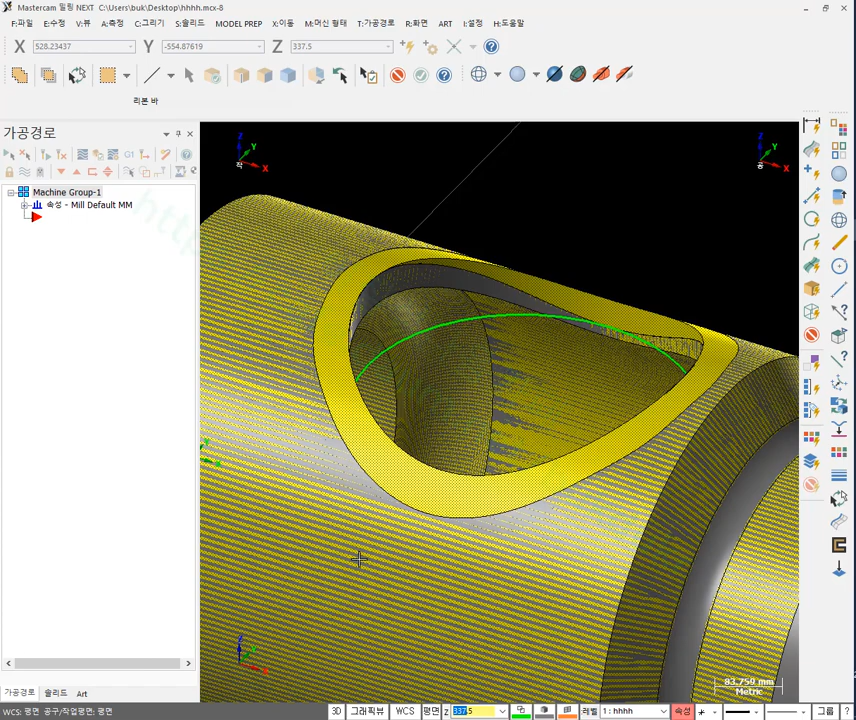 Mastercam 밀링 NEXT C:\Users\buk\Desktop\hhhh.mcx-8
F:파일 E:수정 V:뷰 A:측정 C:그리기 S:솔리드 MODEL PREP X:이동 M:머신 형태 T:가공경로 R:화면 ART I:설정 H:도움말
X 528.23437 Y -554.87619 Z 337.5
리본 바
가공경로
G1
Machine Group-1
속성 - Mill Default MM
http
Z Y X
Z Y X
Y X
Z Y X
83.759 mm
Metric
가공경로 솔리드 Art
3D 그래픽뷰 WCS 평면 Z 337.5 레벨 1 : hhhh 속성 그룹 ?
WCS: 평면 공구/작업평면: 평면